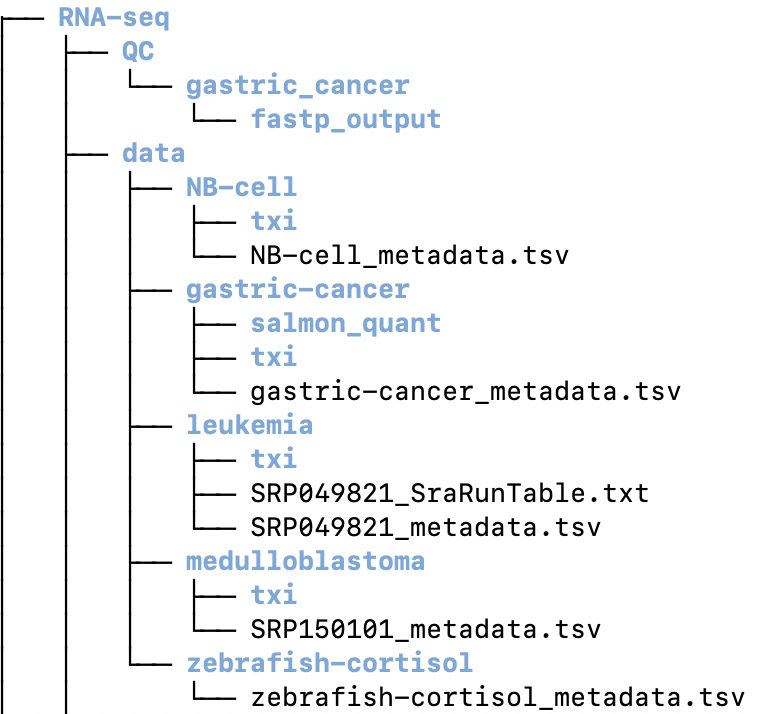 RNA-seq
QC
gastric_cancer
fastp_output
data
NB-cell
txi
NB-cell_metadata.tsv
gastric-cancer
salmon_quant
txi
gastric-cancer_metadata.tsv
leukemia
txi
SRP049821_SraRunTable.txt
SRP049821_metadata.tsv
medulloblastoma
txi
SRP150101_metadata.tsv
zebrafish-cortisol
zebrafish-cortisol_metadata.tsv